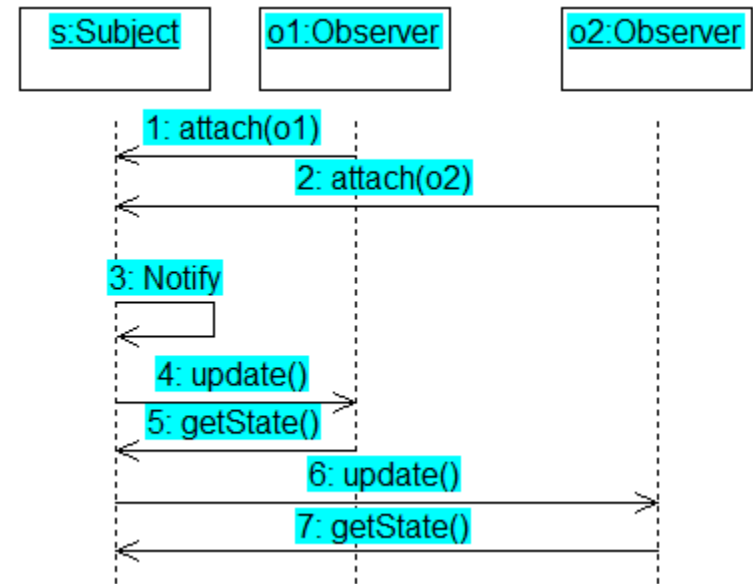 s:Subject
o1:Observer
o2:Observer
1: attach(o1)
2: attach(o2)
3: Notify
4: update()
5: getState()
6: update()
7: getState()